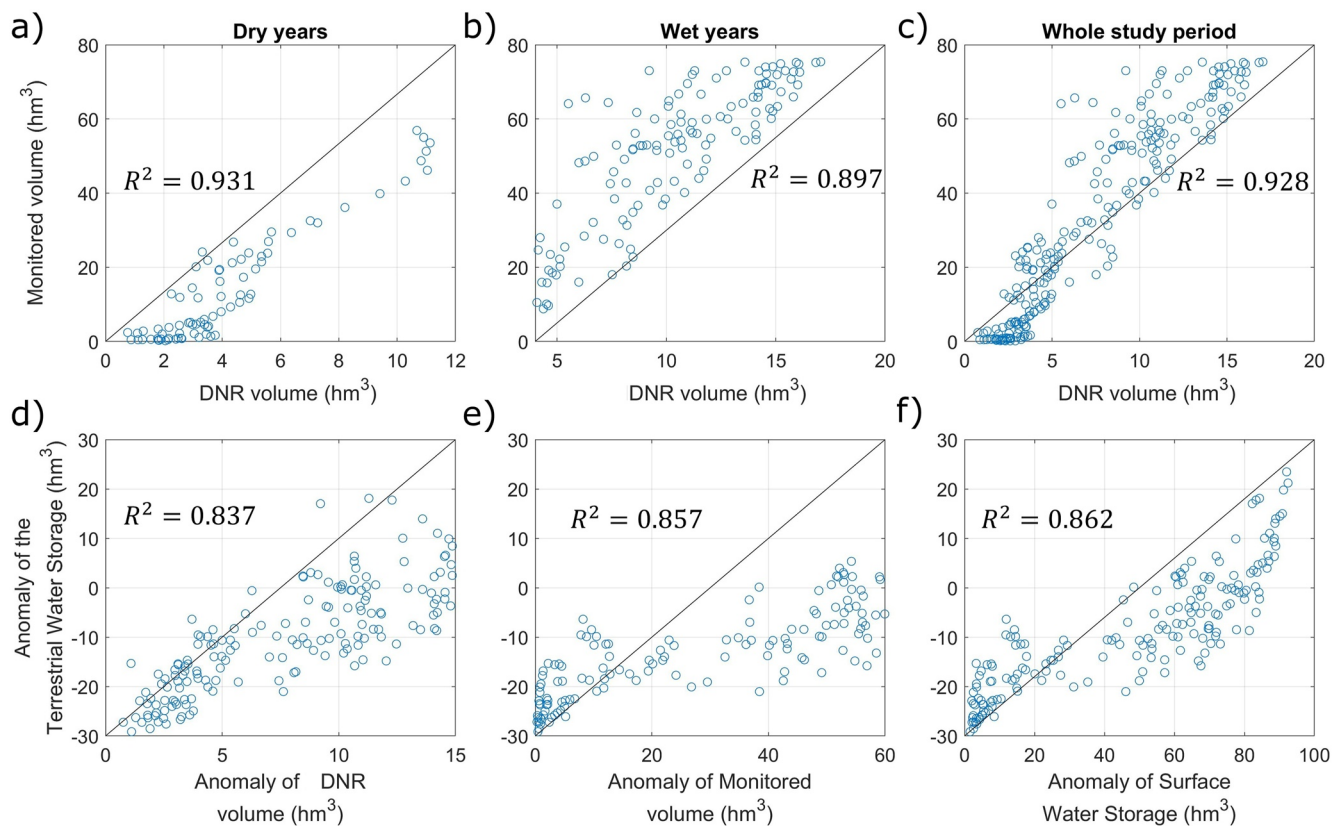 a)
Dry years
80
60
40
20
0
0 2 4 6 8 10 12
Monitored volume (hm³)
DNR volume (hm³)
R² = 0.931
b)
Wet years
80
60
40
20
0
5 10 15 20
DNR volume (hm³)
R² = 0.897
c)
Whole study period
80
60
40
20
0
0 5 10 15 20
DNR volume (hm³)
R² = 0.928
d)
30
20
10
0
-10
-20
-30
0 5 10 15
Anomaly of the
Terrestrial Water Storage (hm³)
Anomaly of DNR
volume (hm³)
R² = 0.837
e)
30
20
10
0
-10
-20
-30
0 20 40 60
Anomaly of Monitored
volume (hm³)
R² = 0.857
f)
30
20
10
0
-10
-20
-30
0 20 40 60 80 100
Anomaly of Surface
Water Storage (hm³)
R² = 0.862